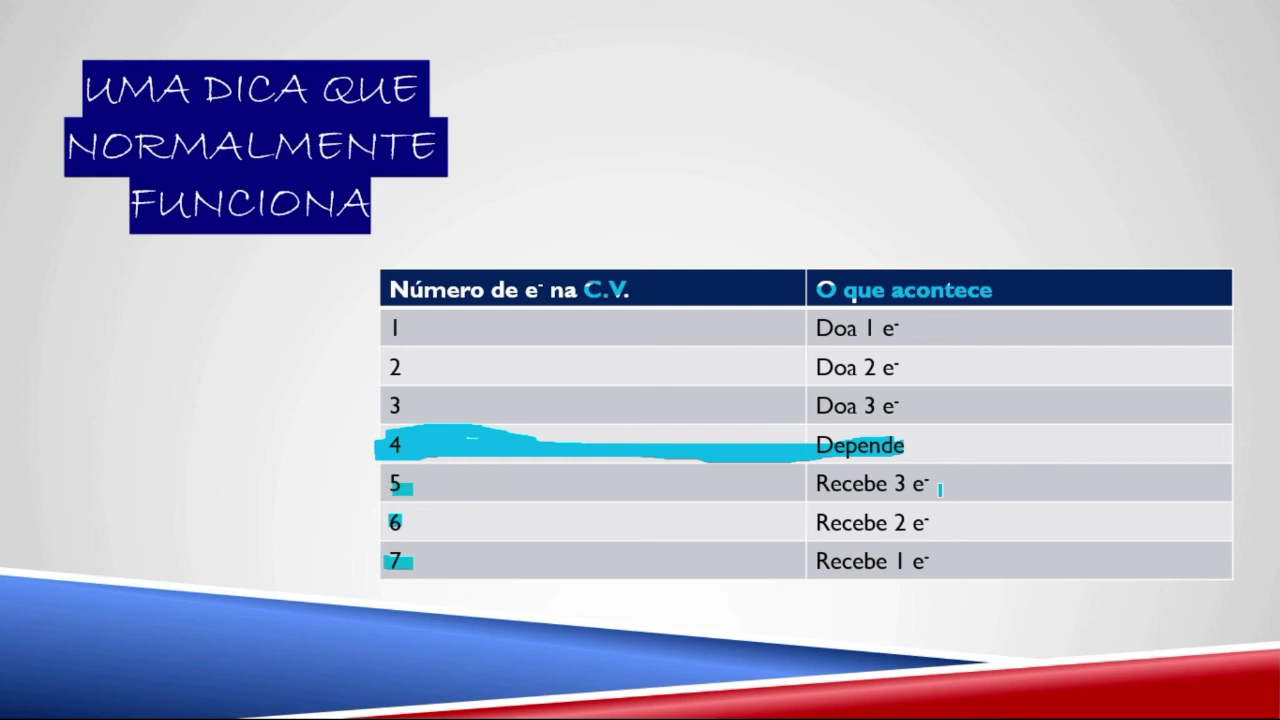 UMA DICA QUE
NORMALMENTE
FUNCIONA
Número de e- na C.V. O que acontece
1 Doa 1 e-
2 Doa 2 e-
3 Doa 3 e-
4 Depende
5 Recebe 3 e-
6 Recebe 2 e-
7 Recebe 1 e-